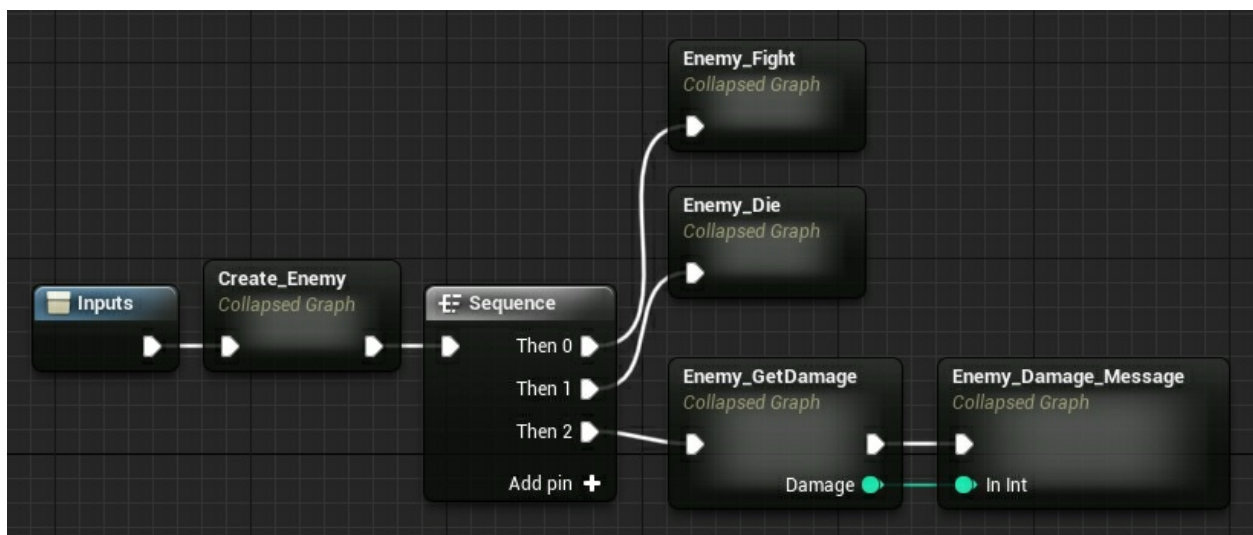 Enemy_Fight
Collapsed Graph
Enemy_Die
Collapsed Graph
Inputs
Create_Enemy
Collapsed Graph
Sequence
Then 0
Then 1
Then 2
Add pin
Enemy_GetDamage
Collapsed Graph
Damage
Enemy_Damage_Message
Collapsed Graph
In Int